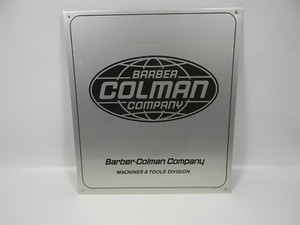 BARBER
COLMAN
COMPANY
Barber-Colman Company
MACHINES & TOOLS DIVISION